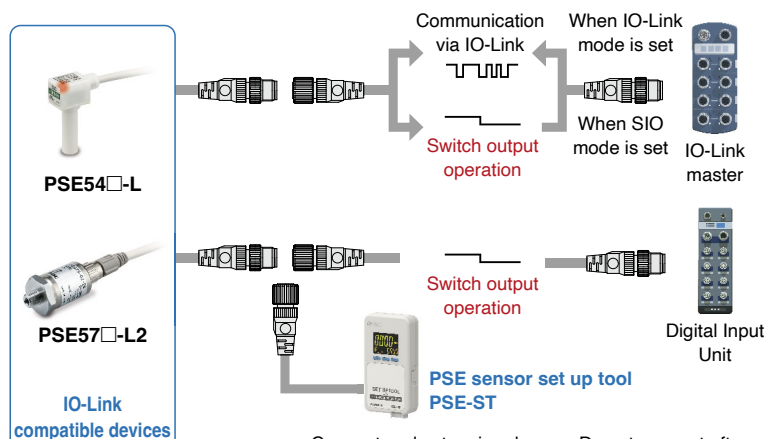 Communication
via IO-Link
When IO-Link
mode is set
PSE54□-L
Switch output
operation
When SIO
mode is set
IO-Link
master
PSE57□-L2
Switch output
operation
Digital Input
Unit
PSE sensor set up tool
PSE-ST
IO-Link
compatible devices